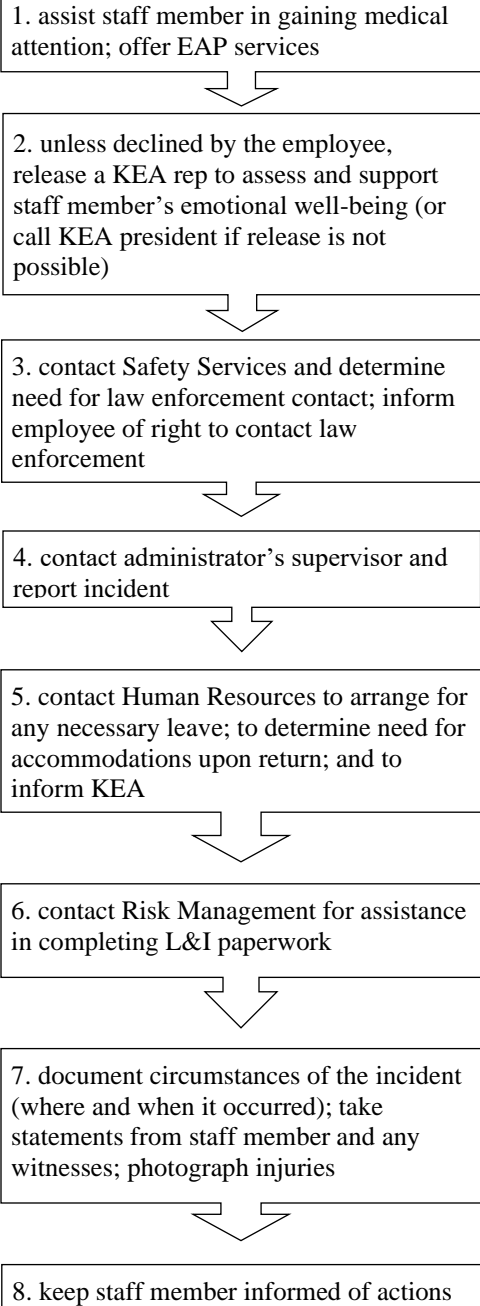 1. assist staff member in gaining medical
attention; offer EAP services
2. unless declined by the employee,
release a KEA rep to assess and support
staff member's emotional well-being (or
call KEA president if release is not
possible)
3. contact Safety Services and determine
need for law enforcement contact; inform
employee of right to contact law
enforcement
4. contact administrator's supervisor and
report incident
5. contact Human Resources to arrange for
any necessary leave; to determine need for
accommodations upon return; and to
inform KEA
6. contact Risk Management for assistance
in completing L&I paperwork
7. document circumstances of the incident
(where and when it occurred); take
statements from staff member and any
witnesses; photograph injuries
8. keep staff member informed of actions